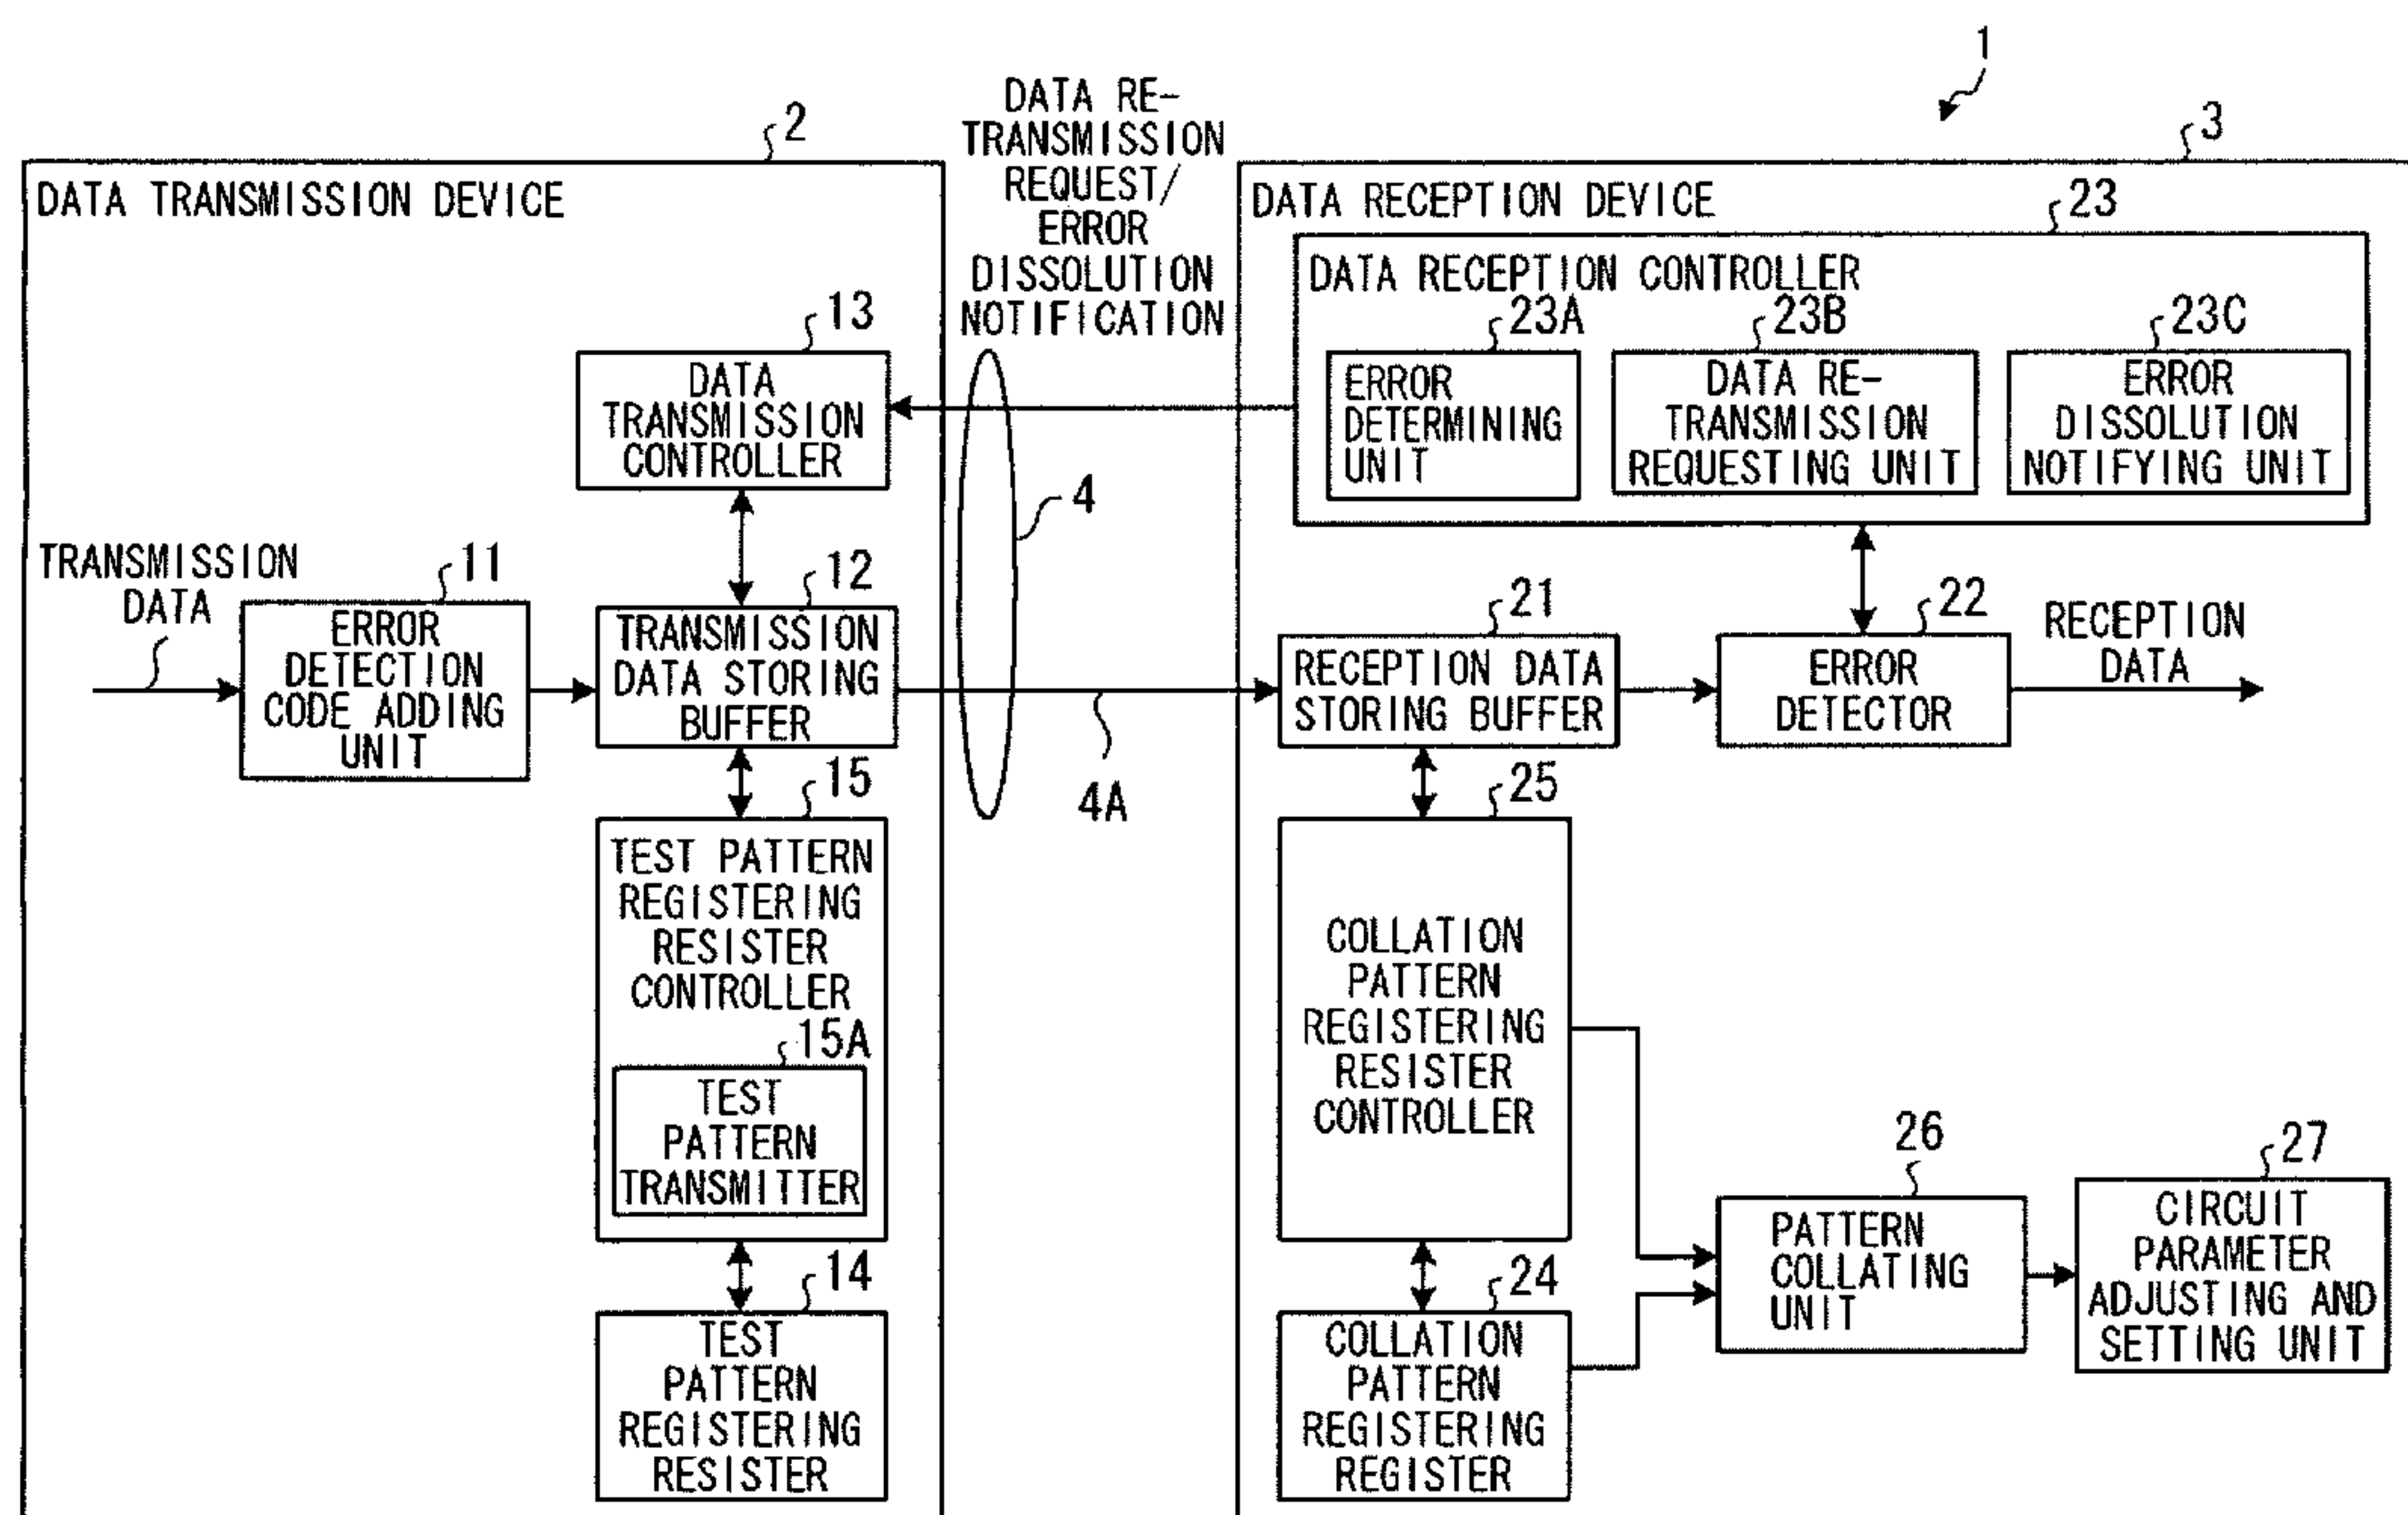 1
2
3
DATA RE-
TRANSMISSION
REQUEST/
ERROR
DISSOLUTION
NOTIFICATION
DATA TRANSMISSION DEVICE
13
DATA
TRANSMISSION
CONTROLLER
4
TRANSMISSION
DATA
11
ERROR
DETECTION
CODE ADDING
UNIT
12
TRANSMISSION
DATA STORING
BUFFER
4A
15
TEST PATTERN
REGISTERING
RESISTER
CONTROLLER
15A
TEST
PATTERN
TRANSMITTER
14
TEST
PATTERN
REGISTERING
RESISTER
DATA RECEPTION DEVICE
23
DATA RECEPTION CONTROLLER
23A
ERROR
DETERMINING
UNIT
23B
DATA RE-
TRANSMISSION
REQUESTING UNIT
23C
ERROR
DISSOLUTION
NOTIFYING UNIT
21
RECEPTION DATA
STORING BUFFER
22
ERROR
DETECTOR
RECEPTION
DATA
25
COLLATION
PATTERN
REGISTERING
RESISTER
CONTROLLER
24
COLLATION
PATTERN
REGISTERING
REGISTER
26
PATTERN
COLLATING
UNIT
27
CIRCUIT
PARAMETER
ADJUSTING AND
SETTING UNIT